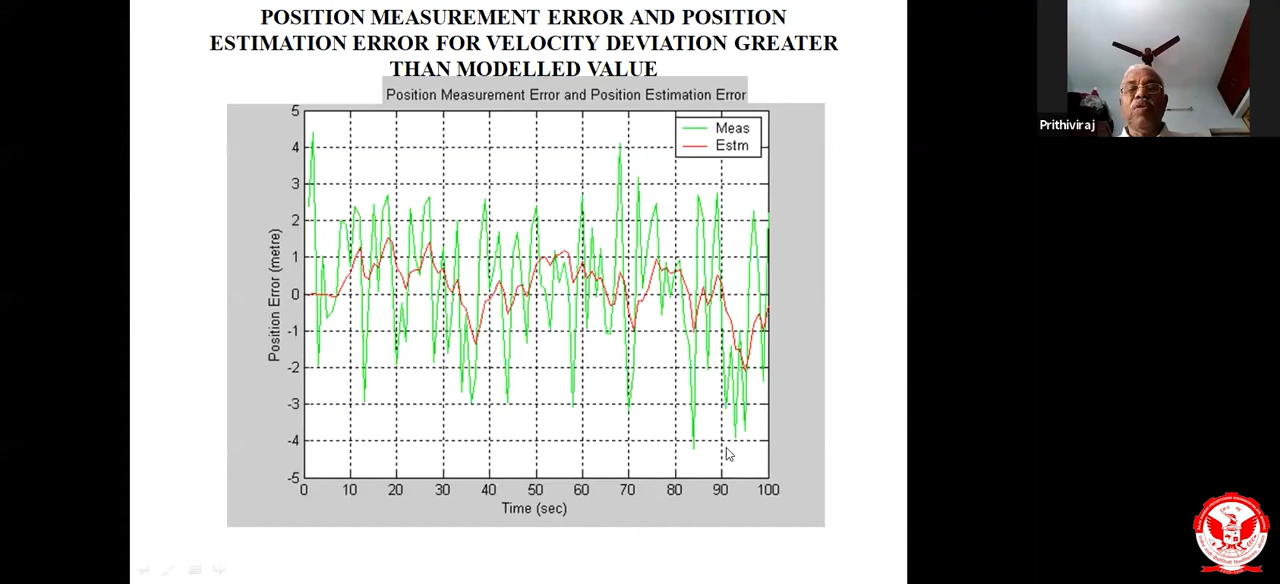 POSITION MEASUREMENT ERROR AND POSITION
ESTIMATION ERROR FOR VELOCITY DEVIATION GREATER
THAN MODELLED VALUE
Position Measurement Error and Position Estimation Error
Meas
Estm
5
4
3
2
1
0
-1
-2
-3
-4
-5
Position Error (metre)
0 10 20 30 40 50 60 70 80 90 100
Time (sec)
Prithiviraj